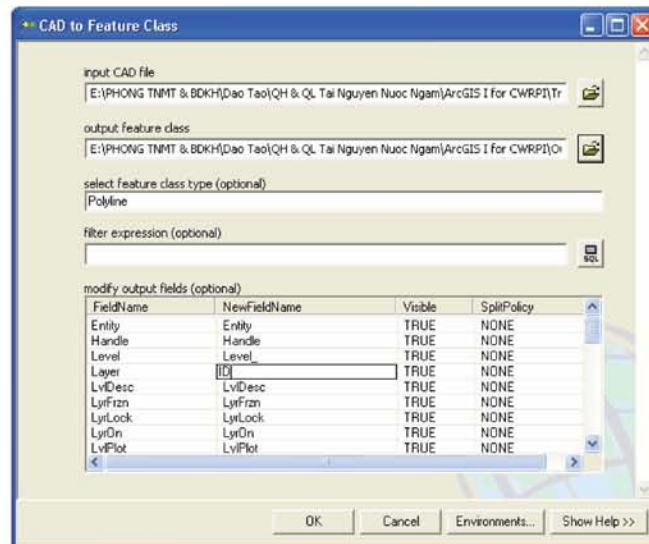 CAD to Feature Class
input CAD file
E:\PHONG TNMT & BDKH\Dao Tao\QH & QL Tai Nguyen Nuoc Ngam\ArcGIS I for CWRPI\Tr
output feature class
E:\PHONG TNMT & BDKH\Dao Tao\QH & QL Tai Nguyen Nuoc Ngam\ArcGIS I for CWRPI\O
select feature class type (optional)
Polyline
filter expression (optional)
SQL
modify output fields (optional)
FieldName NewFieldName Visible SplitPolicy
Entity Entity TRUE NONE
Handle Handle TRUE NONE
Level Level_ TRUE NONE
Layer ID TRUE NONE
LvlDesc LvlDesc TRUE NONE
LyrFrzn LyrFrzn TRUE NONE
LyrLock LyrLock TRUE NONE
LyrOn LyrOn TRUE NONE
LvlPlot LvlPlot TRUE NONE
OK Cancel Environments... Show Help >>